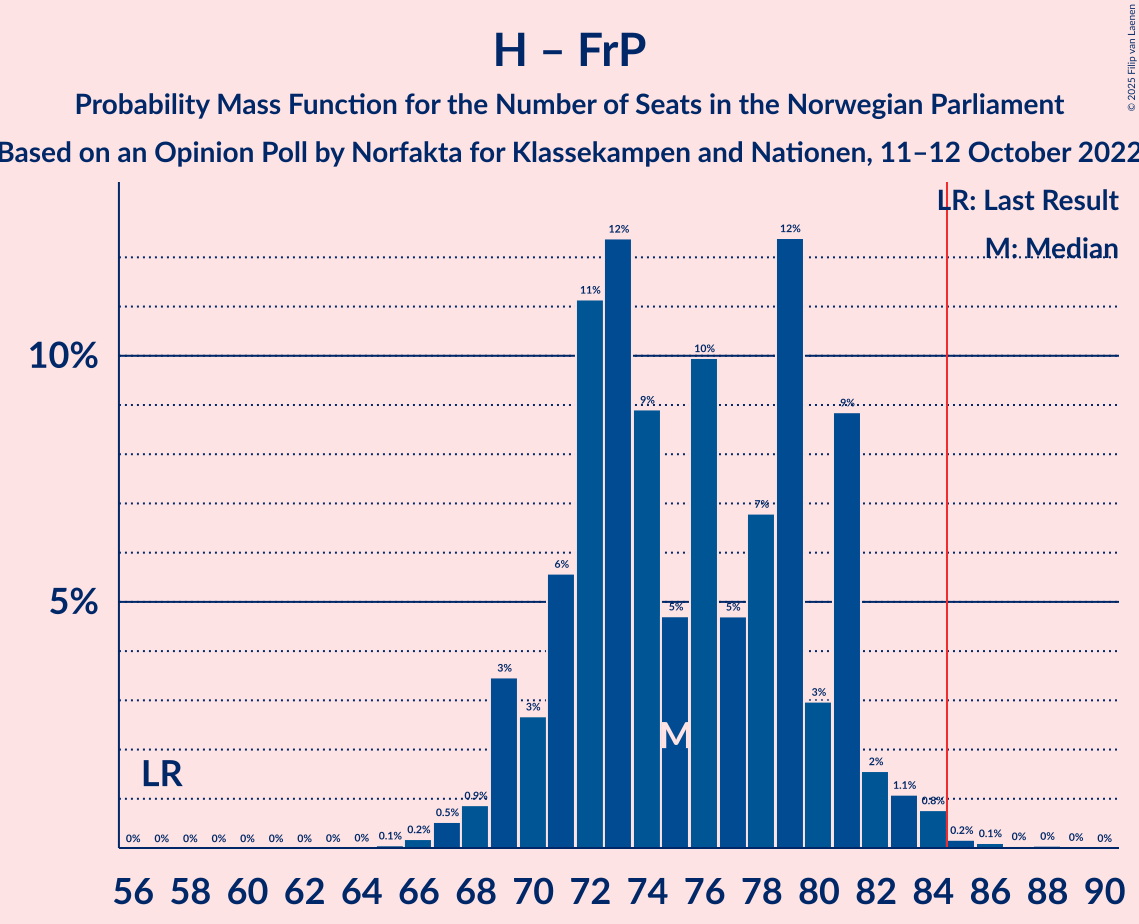 H – FrP
Probability Mass Function for the Number of Seats in the Norwegian Parliament
Based on an Opinion Poll by Norfakta for Klassekampen and Nationen, 11–12 October 2022
© 2025 Filip van Laenen
LR: Last Result
M: Median
10%
5%
0% 0% 0% 0% 0% 0% 0% 0% 0% 0.1% 0.2% 0.5% 0.9% 3% 3% 6% 11% 12% 9% 5% 10% 5% 7% 12% 3% 9% 2% 1.1% 0.8% 0.2% 0.1% 0% 0% 0% 0%
LR
M
56 58 60 62 64 66 68 70 72 74 76 78 80 82 84 86 88 90